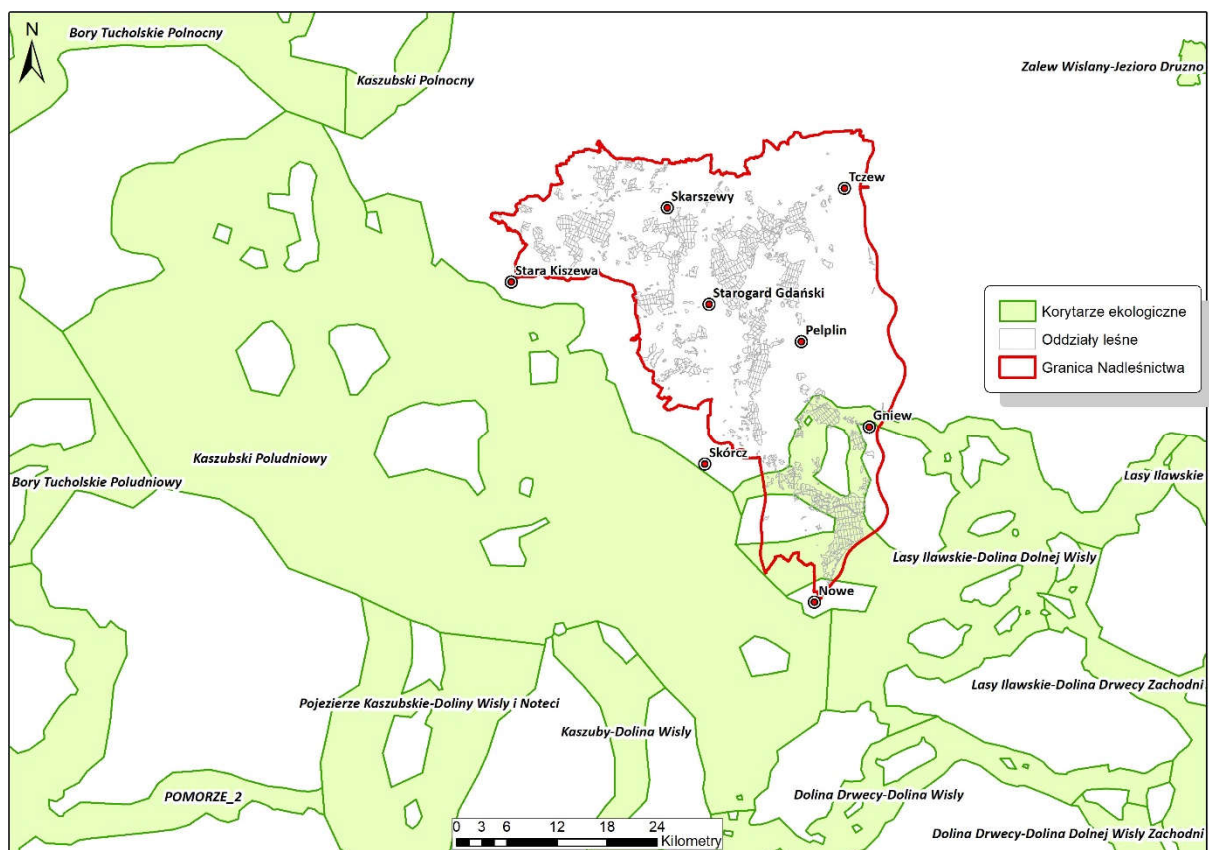 Bory Tucholskie Polnocny
N
Kaszubski Polnocny
Zalew Wislany-Jezioro Druzno
Tczew
Skarszewy
Stara Kiszewa
Starogard Gdański
Pelplin
Korytarze ekologiczne
Oddziały leśne
Granica Nadleśnictwa
Gniew
Skórcz
Kaszubski Poludniowy
Bory Tucholskie Poludniowy
Lasy Ilawskie
Lasy Ilawskie-Dolina Dolnej Wisly
Nowe
Lasy Ilawskie-Dolina Drwecy Zachodni
Pojezierze Kaszubskie-Doliny Wisly i Noteci
Kaszuby-Dolina Wisly
POMORZE_2
Dolina Drwecy-Dolina Wisly
0 3 6 12 18 24
Kilometry
Dolina Drwecy-Dolina Dolnej Wisly Zachodni